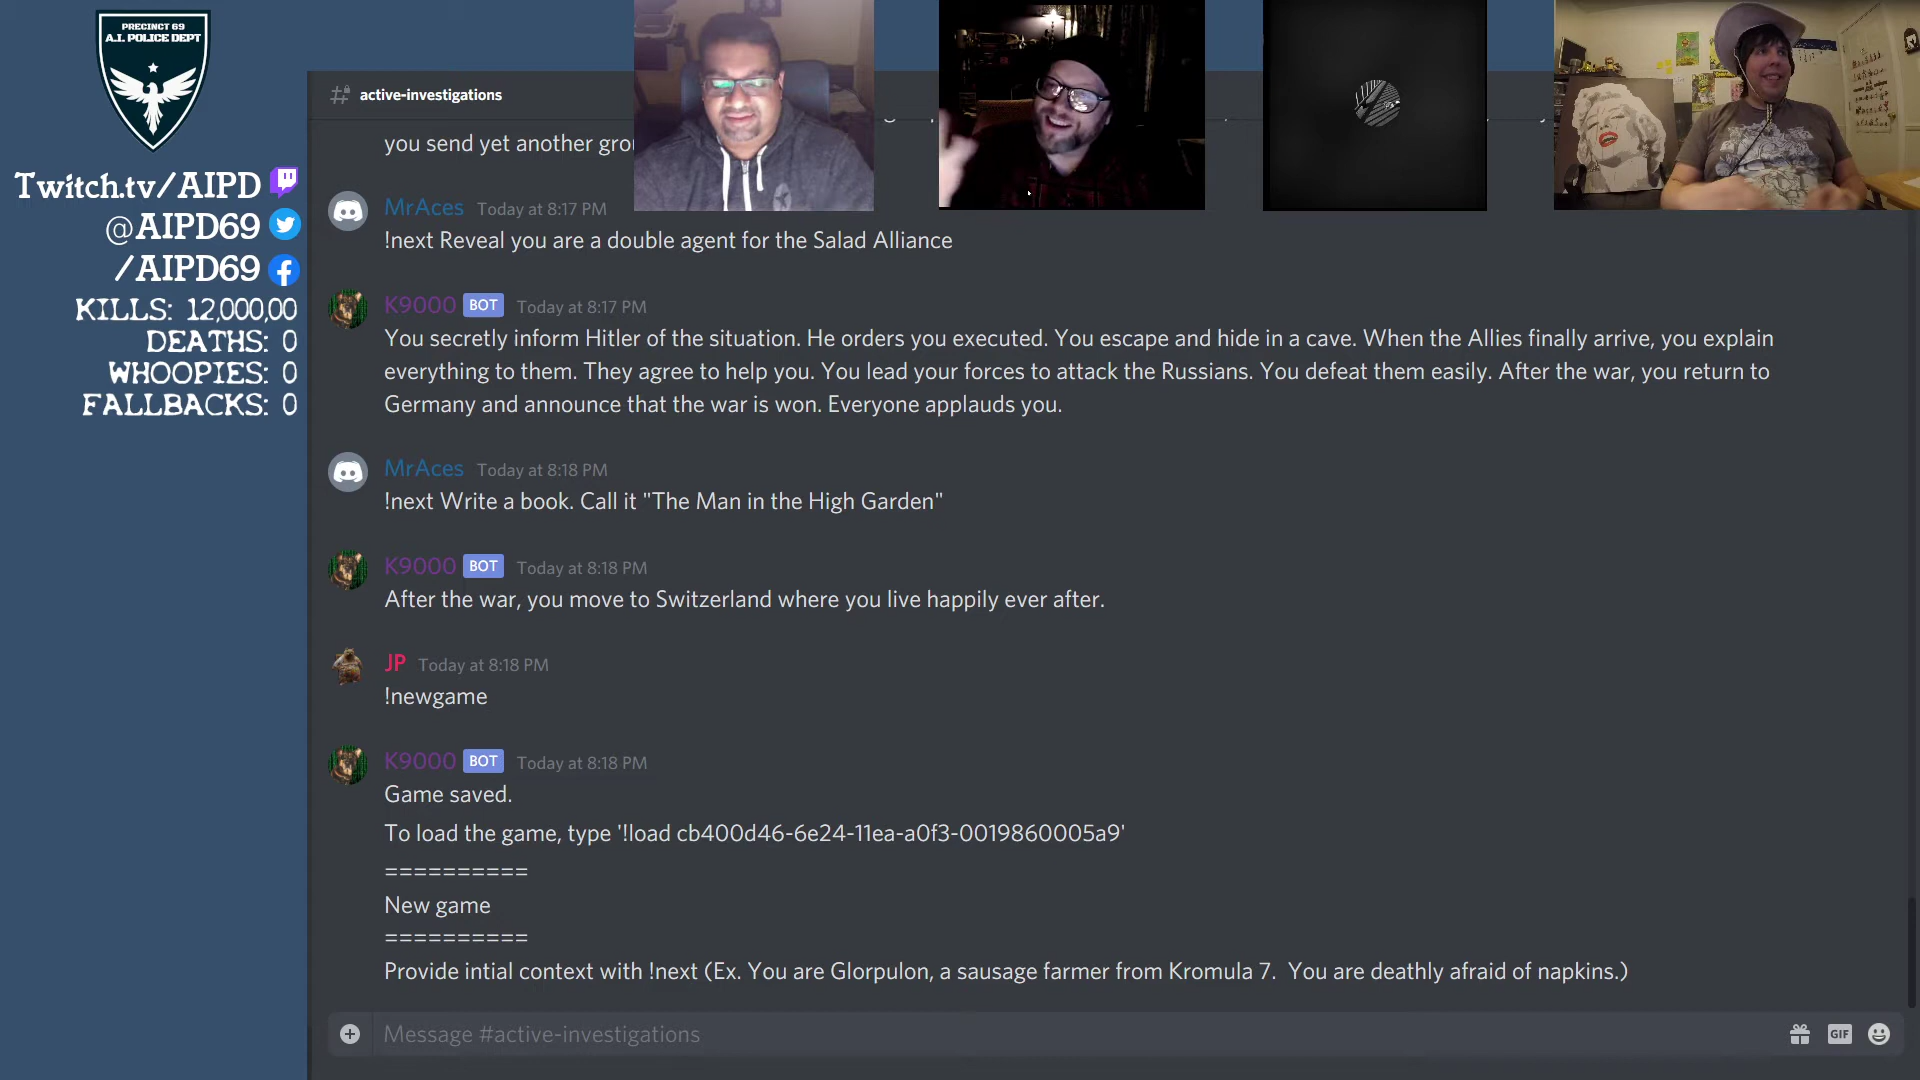 PRECINCT 69
A.I. POLICE DEPT
Twitch.tv/AIPD
@AIPD69
/AIPD69
KILLS: 12,000,00
DEATHS: 0
WHOOPIES: 0
FALLBACKS: 0
active-investigations
you send yet another
MrAces Today at 8:17 PM
!next Reveal you are a double agent for the Salad Alliance
K9000 BOT Today at 8:17 PM
You secretly inform Hitler of the situation. He orders you executed. You escape and hide in a cave. When the Allies finally arrive, you explain
everything to them. They agree to help you. You lead your forces to attack the Russians. You defeat them easily. After the war, you return to
Germany and announce that the war is won. Everyone applauds you.
MrAces Today at 8:18 PM
!next Write a book. Call it "The Man in the High Garden"
K9000 BOT Today at 8:18 PM
After the war, you move to Switzerland where you live happily ever after.
JP Today at 8:18 PM
!newgame
K9000 BOT Today at 8:18 PM
Game saved.
To load the game, type '!load cb400d46-6e24-11ea-a0f3-0019860005a9'
==========
New game
==========
Provide intial context with !next (Ex. You are Glorpulon, a sausage farmer from Kromula 7.  You are deathly afraid of napkins.)
Message #active-investigations
GIF